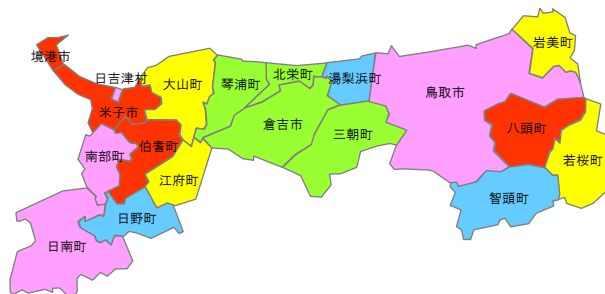 岩美町
境港市
日吉津村
大山町
琴浦町
北栄町
湯梨浜町
鳥取市
米子市
倉吉市
三朝町
八頭町
伯耆町
南部町
江府町
若桜町
智頭町
日野町
日南町